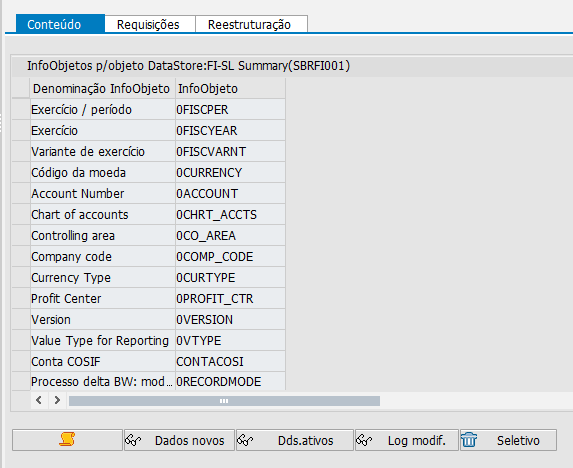 Conteúdo Requisições Reestruturação
InfoObjetos p/objeto DataStore:FI-SL Summary(SBRFI001)
Denominação InfoObjeto InfoObjeto
Exercício / período 0FISCPER
Exercício 0FISCYEAR
Variante de exercício 0FISCVARNT
Código da moeda 0CURRENCY
Account Number 0ACCOUNT
Chart of accounts 0CHRT_ACCTS
Controlling area 0CO_AREA
Company code 0COMP_CODE
Currency Type 0CURTYPE
Profit Center 0PROFIT_CTR
Version 0VERSION
Value Type for Reporting 0VTYPE
Conta COSIF CONTACOSI
Processo delta BW: mod... 0RECORDMODE
Dados novos Dds.ativos Log modif. Seletivo